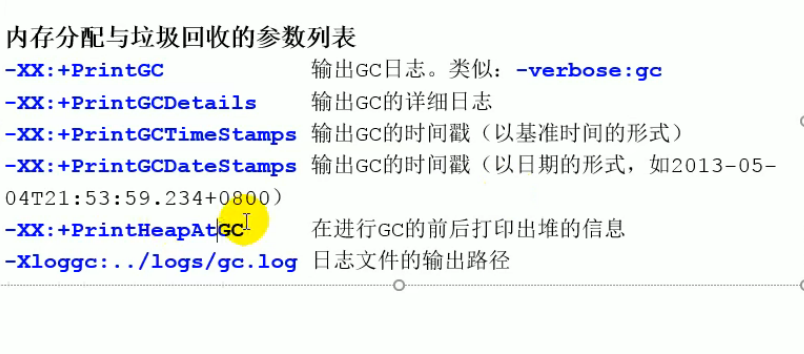 内存分配与垃圾回收的参数列表
-XX:+PrintGC 输出GC日志。类似：-verbose:gc
-XX:+PrintGCDetails 输出GC的详细日志
-XX:+PrintGCTimeStamps 输出GC的时间戳（以基准时间的形式）
-XX:+PrintGCDateStamps 输出GC的时间戳（以日期的形式，如2013-05-
04T21:53:59.234+0800）
-XX:+PrintHeapAtGC 在进行GC的前后打印出堆的信息
-Xloggc:../logs/gc.log 日志文件的输出路径